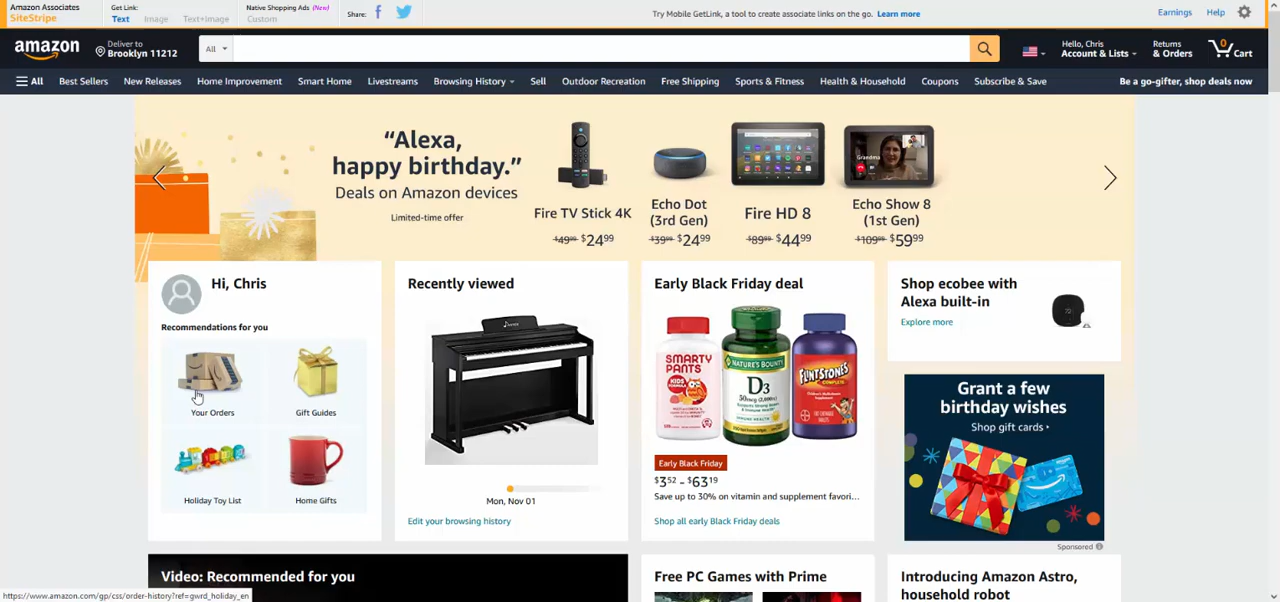 Amazon Associates
SiteStripe
Get Link:
Text Image Text+Image
Native Shopping Ads (New)
Custom
Share:
Try Mobile GetLink, a tool to create associate links on the go. Learn more
Earnings Help
amazon
Deliver to
Brooklyn 11212
All
Hello, Chris
Account & Lists
Returns
& Orders
0
Cart
All Best Sellers New Releases Home Improvement Smart Home Livestreams Browsing History Sell Outdoor Recreation Free Shipping Sports & Fitness Health & Household Coupons Subscribe & Save Be a go-gifter, shop deals now
“Alexa,
happy birthday.”
Deals on Amazon devices
Limited-time offer
Fire TV Stick 4K
$49.99 $24.99
Echo Dot
(3rd Gen)
$39.99 $24.99
Fire HD 8
$89.99 $44.99
Grandma
Echo Show 8
(1st Gen)
$109.99 $59.99
Hi, Chris
Recommendations for you
Your Orders
Gift Guides
Holiday Toy List
Home Gifts
Recently viewed
Mon, Nov 01
Edit your browsing history
Early Black Friday deal
SMARTY
PANTS
KIDS
FORMULA
NATURE'S BOUNTY
D3
FLINTSTONES
COMPLETE
Early Black Friday
$3.52 - $63.19
Save up to 30% on vitamin and supplement favori...
Shop all early Black Friday deals
Shop ecobee with
Alexa built-in
Explore more
Grant a few
birthday wishes
Shop gift cards
Sponsored
Video: Recommended for you
Free PC Games with Prime
Introducing Amazon Astro,
household robot
https://www.amazon.com/gp/css/order-history?ref=gwrd_holiday_en